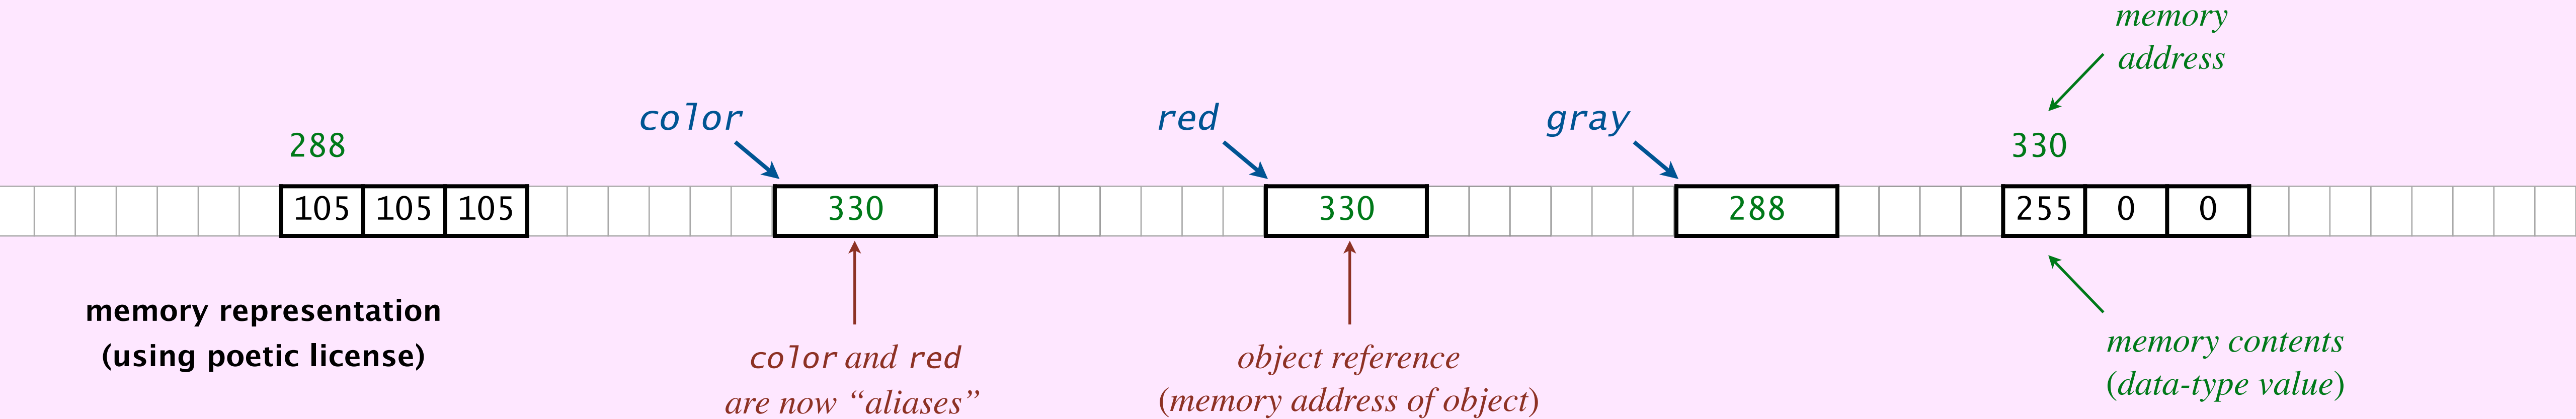 memory
address
color
red
gray
288
330
105 105 105
330
330
288
255 0 0
memory representation
(using poetic license)
color and red
are now “aliases”
object reference
(memory address of object)
memory contents
(data-type value)